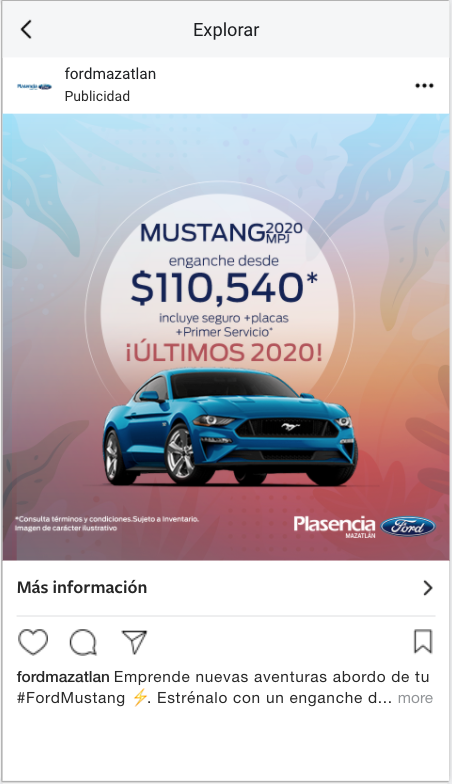 Explorar
Plasencia Ford
fordmazatlan
Publicidad
MUSTANG 2020
MPJ
enganche desde
$110,540*
incluye seguro +placas
+Primer Servicio*
¡ÚLTIMOS 2020!
*Consulta términos y condiciones.Sujeto a inventario.
Imagen de carácter ilustrativo
Plasencia Ford
MAZATLÁN
Más información
fordmazatlan Emprende nuevas aventuras abordo de tu
#FordMustang ⚡. Estrénalo con un enganche d... more